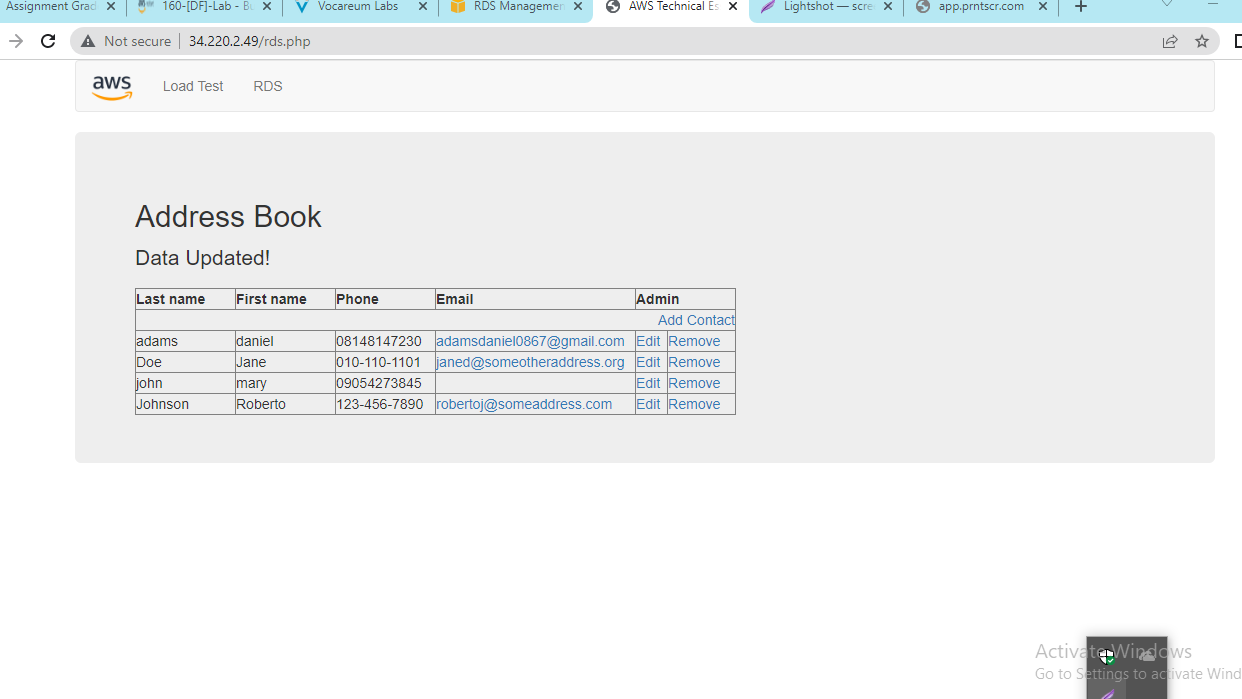 Assignment Grad
160-[DF]-Lab - Bu
Vocareum Labs
RDS Managemen
AWS Technical Es
Lightshot — scre
app.prntscr.com
Not secure | 34.220.2.49/rds.php
aws Load Test RDS
Address Book
Data Updated!
Last name First name Phone Email Admin
Add Contact
adams daniel 08148147230 adamsdaniel0867@gmail.com Edit Remove
Doe Jane 010-110-1101 janed@someotheraddress.org Edit Remove
john mary 09054273845 Edit Remove
Johnson Roberto 123-456-7890 robertoj@someaddress.com Edit Remove
Activate Windows
Go to Settings to activate Wind